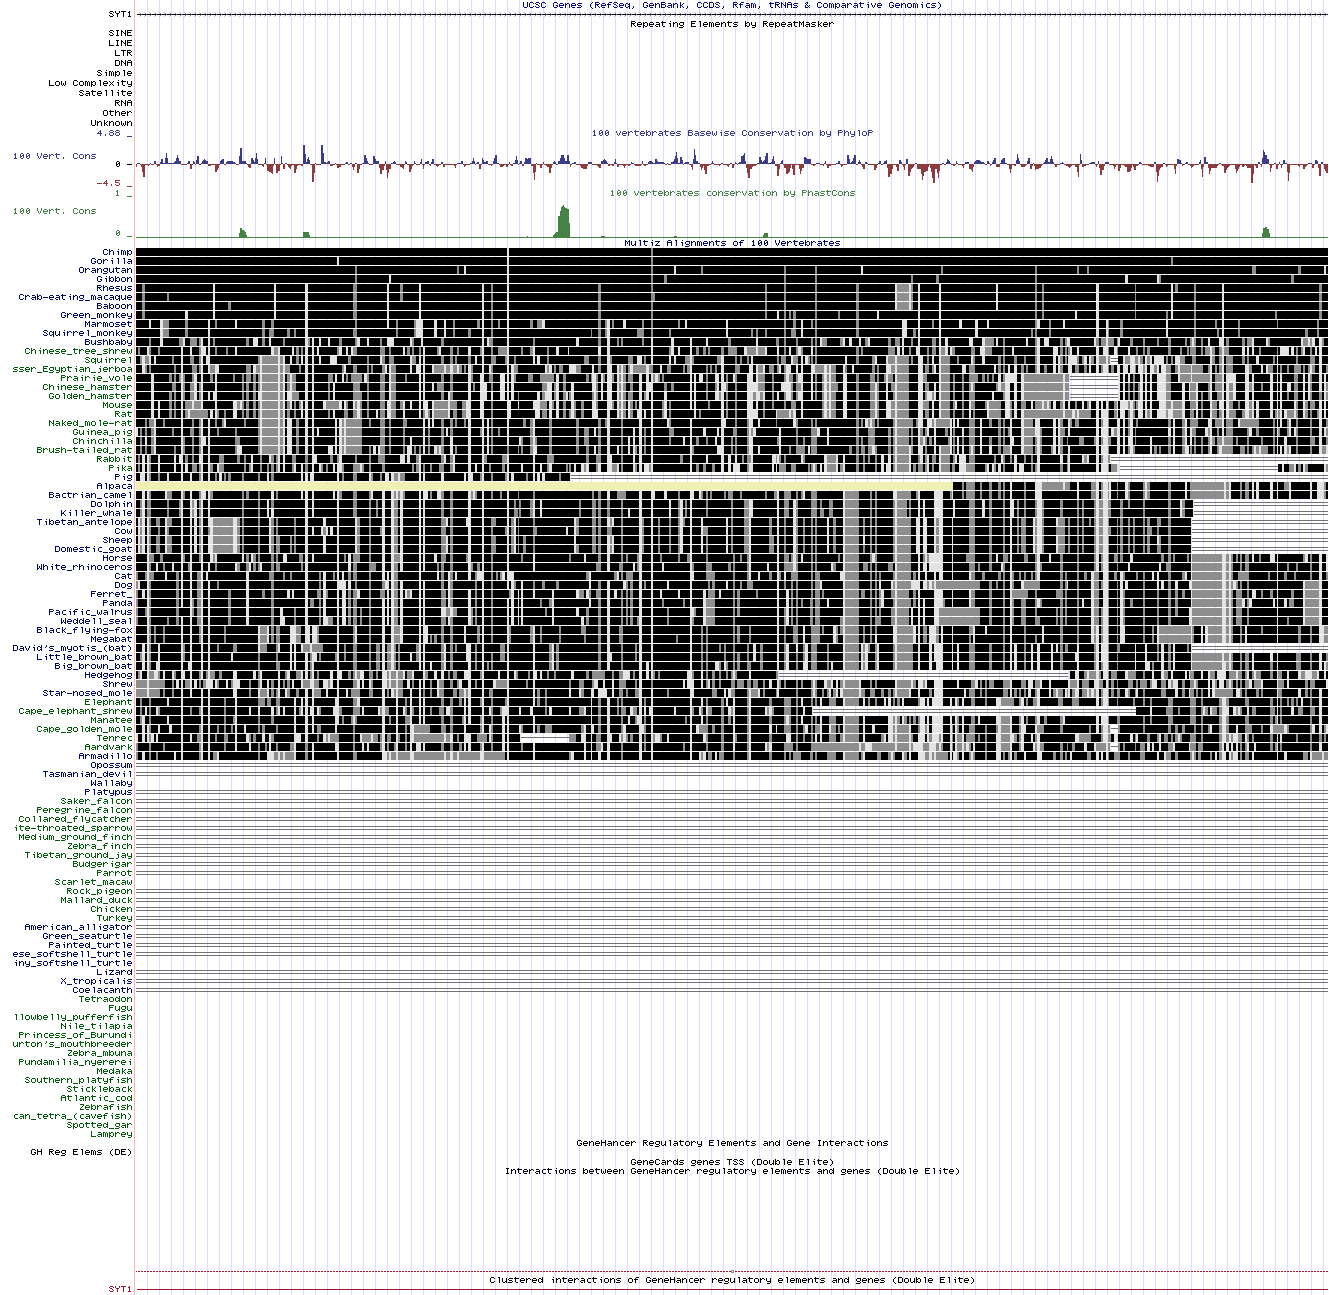 UCSC Genes (RefSeq, GenBank, CCDS, Rfam, tRNAs & Comparative Genomics)
SYT1
Repeating Elements by RepeatMasker
SINE
LINE
LTR
DNA
Simple
Low Complexity
Satellite
RNA
Other
Unknown
4.88 _
100 vertebrates Basewise Conservation by PhyloP
100 Vert. Cons
0 -
-4.5 _
1 _
100 vertebrates conservation by PhastCons
100 Vert. Cons
0 _
Multiz Alignments of 100 Vertebrates
Chimp
Gorilla
Orangutan
Gibbon
Rhesus
Crab-eating_macaque
Baboon
Green_monkey
Marmoset
Squirrel_monkey
Bushbaby
Chinese_tree_shrew
Squirrel
sser_Egyptian_jerboa
Prairie_vole
Chinese_hamster
Golden_hamster
Mouse
Rat
Naked_mole-rat
Guinea_pig
Chinchilla
Brush-tailed_rat
Rabbit
Pika
Pig
Alpaca
Bactrian_camel
Dolphin
Killer_whale
Tibetan_antelope
Cow
Sheep
Domestic_goat
Horse
White_rhinoceros
Cat
Dog
Ferret_
Panda
Pacific_walrus
Weddell_seal
Black_flying-fox
Megabat
David's_myotis_(bat)
Little_brown_bat
Big_brown_bat
Hedgehog
Shrew
Star-nosed_mole
Elephant
Cape_elephant_shrew
Manatee
Cape_golden_mole
Tenrec
Aardvark
Armadillo
Opossum
Tasmanian_devil
Wallaby
Platypus
Saker_falcon
Peregrine_falcon
Collared_flycatcher
ite-throated_sparrow
Medium_ground_finch
Zebra_finch
Tibetan_ground_jay
Budgerigar
Parrot
Scarlet_macaw
Rock_pigeon
Mallard_duck
Chicken
Turkey
American_alligator
Green_seaturtle
Painted_turtle
ese_softshell_turtle
iny_softshell_turtle
Lizard
X_tropicalis
Coelacanth
Tetraodon
Fugu
llowbelly_pufferfish
Nile_tilapia
Princess_of_Burundi
urton's_mouthbreeder
Zebra_mbuna
Pundamilia_nyererei
Medaka
Southern_platyfish
Stickleback
Atlantic_cod
Zebrafish
can_tetra_(cavefish)
Spotted_gar
Lamprey
GeneHancer Regulatory Elements and Gene Interactions
GH Reg Elems (DE)
GeneCards genes TSS (Double Elite)
Interactions between GeneHancer regulatory elements and genes (Double Elite)
Clustered interactions of GeneHancer regulatory elements and genes (Double Elite)
SYT1